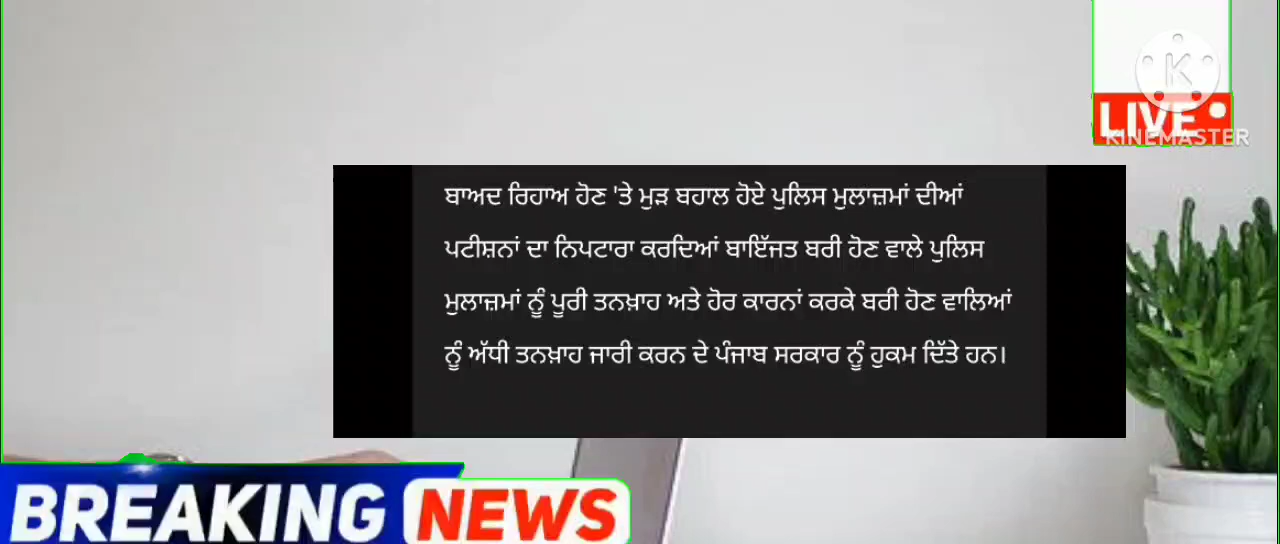 LIVE
KINEMASTER
ਬਾਅਦ ਰਿਹਾਅ ਹੋਣ 'ਤੇ ਮੁੜ ਬਹਾਲ ਹੋਏ ਪੁਲਿਸ ਮੁਲਾਜ਼ਮਾਂ ਦੀਆਂ
ਪਟੀਸ਼ਨਾਂ ਦਾ ਨਿਪਟਾਰਾ ਕਰਦਿਆਂ ਬਾਇੱਜਤ ਬਰੀ ਹੋਣ ਵਾਲੇ ਪੁਲਿਸ
ਮੁਲਾਜ਼ਮਾਂ ਨੂੰ ਪੂਰੀ ਤਨਖ਼ਾਹ ਅਤੇ ਹੋਰ ਕਾਰਨਾਂ ਕਰਕੇ ਬਰੀ ਹੋਣ ਵਾਲਿਆਂ
ਨੂੰ ਅੱਧੀ ਤਨਖ਼ਾਹ ਜਾਰੀ ਕਰਨ ਦੇ ਪੰਜਾਬ ਸਰਕਾਰ ਨੂੰ ਹੁਕਮ ਦਿੱਤੇ ਹਨ।
BREAKING NEWS